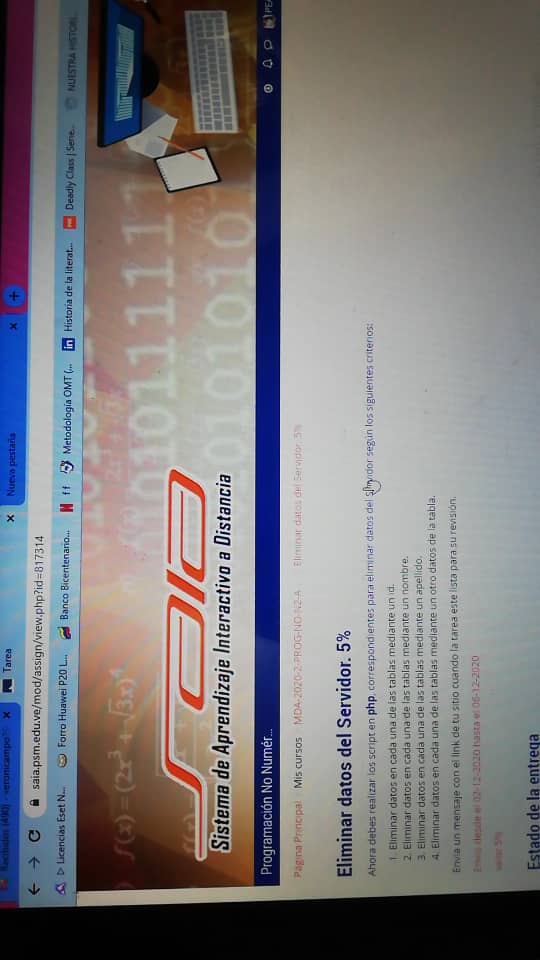 Recibidos (490) - veronicampo79 ×
Tarea ×
Nueva pestaña × +
saia.psm.edu.ve/mod/assign/view.php?id=817314
Licencias Eset N... Forro Huawei P20 L... Banco Bicentenario... f f Metodología OMT (... Historia de la literat... Deadly Class | Serie... NUESTRA HISTORI...
f(x)=(2x³+√3x)⁴
010101111111
SAIA
Sistema de Aprendizaje Interactivo a Distancia
01010101010
Programación No Numér...
Página Principal Mis cursos MDA-2020-2-PROG-NO-N2-A Eliminar datos del Servidor. 5%
Eliminar datos del Servidor. 5%
Ahora debes realizar los script en php, correspondientes para eliminar datos del Servidor según los siguientes criterios:
1. Eliminar datos en cada una de las tablas mediante un id.
2. Eliminar datos en cada una de las tablas mediante un nombre.
3. Eliminar datos en cada una de las tablas mediante un apellido.
4. Eliminar datos en cada una de las tablas mediante un otro datos de la tabla.
Envia un mensaje con el link de tu sitio cuando la tarea este lista para su revisión.
Envio desde el 02-12-2020 hasta el 06-12-2020
valor 5%
Estado de la entrega